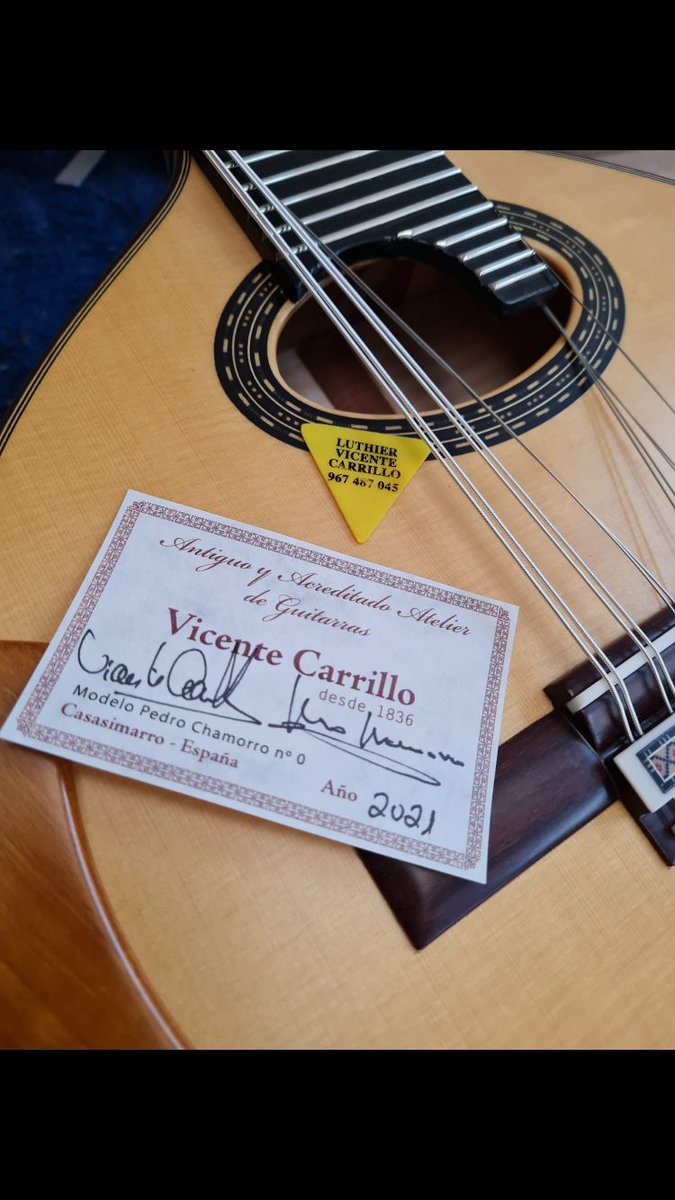 LUTHIER
VICENTE
CARRILLO
967 487 045
Antiguo y Acreditado Atelier
de Guitarras
Vicente Carrillo
desde 1836
Modelo Pedro Chamorro nº 0
Casasimarro - España
Año 2021